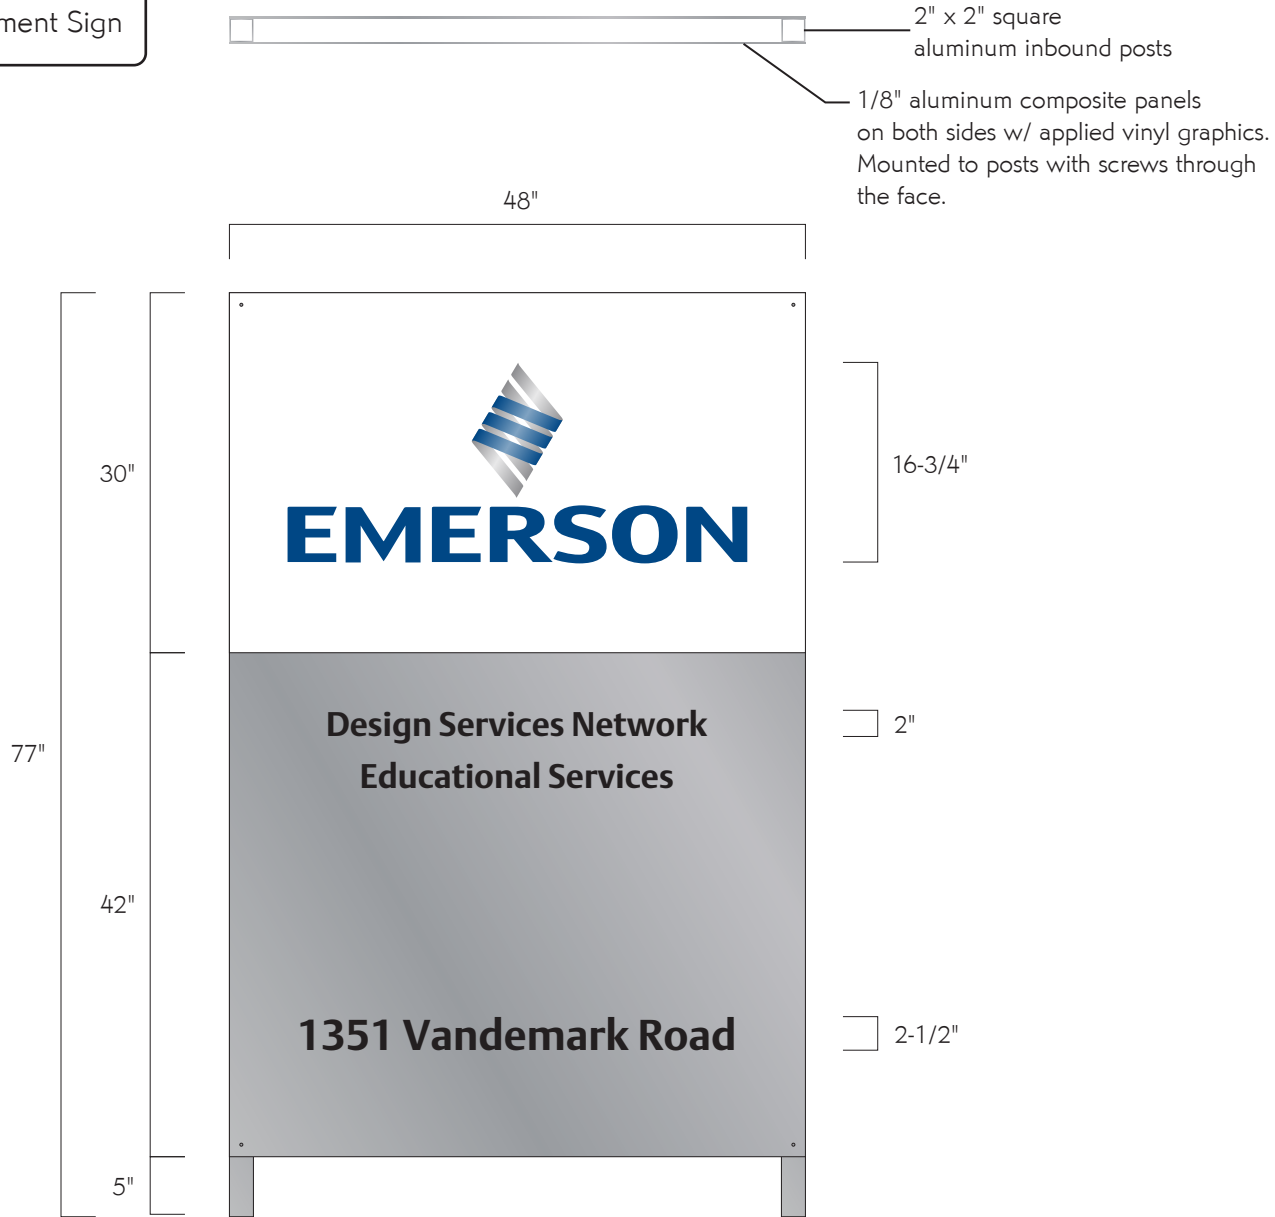 ment Sign
2" x 2" square
aluminum inbound posts
1/8" aluminum composite panels
on both sides w/ applied vinyl graphics.
Mounted to posts with screws through
the face.
48"
30"
16-3/4"
EMERSON
77"
Design Services Network
2"
Educational Services
42"
1351 Vandemark Road
2-1/2"
5"